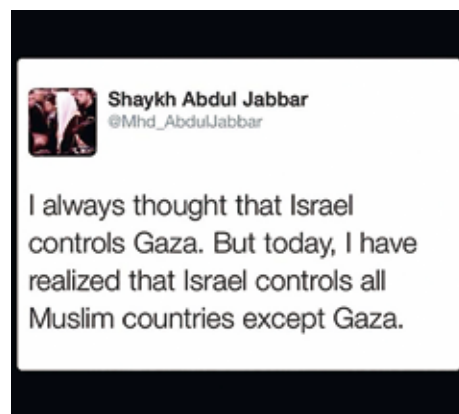 Shaykh Abdul Jabbar
@Mhd_AbdulJabbar
I always thought that Israel
controls Gaza. But today, I have
realized that Israel controls all
Muslim countries except Gaza.